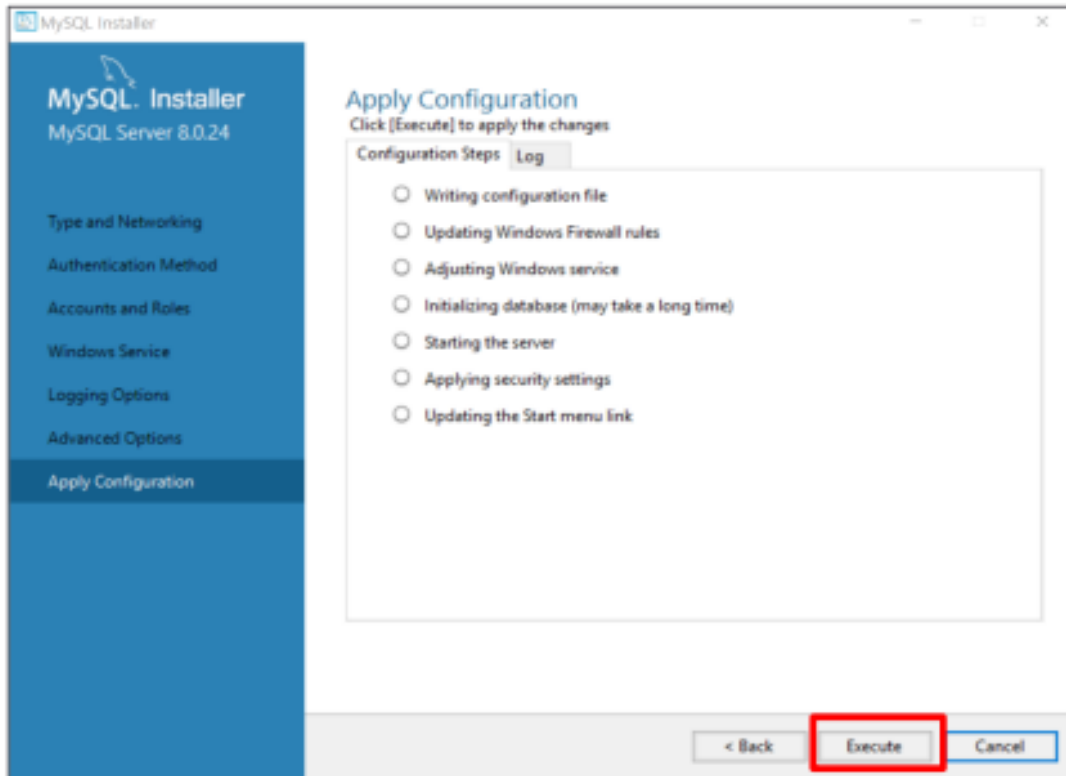 MySQL Installer
MySQL. Installer
MySQL Server 8.0.24
Type and Networking
Authentication Method
Accounts and Roles
Windows Service
Logging Options
Advanced Options
Apply Configuration
Apply Configuration
Click [Execute] to apply the changes
Configuration Steps Log
Writing configuration file
Updating Windows Firewall rules
Adjusting Windows service
Initializing database (may take a long time)
Starting the server
Applying security settings
Updating the Start menu link
< Back Execute Cancel